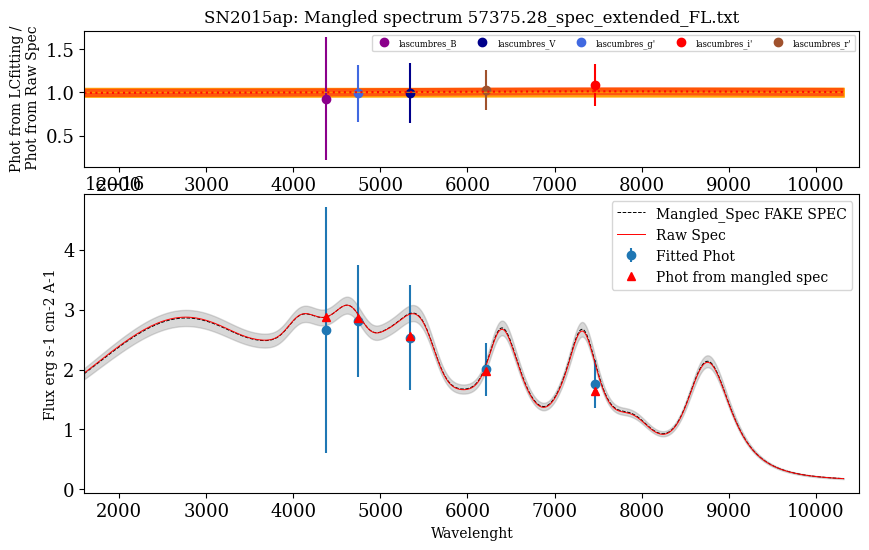 SN2015ap: Mangled spectrum 57375.28_spec_extended_FL.txt
Phot from LCfitting /
Phot from Raw Spec
1.5
1.0
0.5
lascumbres_B
lascumbres_V
lascumbres_g'
lascumbres_i'
lascumbres_r'
2000 3000 4000 5000 6000 7000 8000 9000 10000
1e−16
Flux erg s-1 cm-2 A-1
4
3
2
1
0
Mangled_Spec FAKE SPEC
Raw Spec
Fitted Phot
Phot from mangled spec
2000 3000 4000 5000 6000 7000 8000 9000 10000
Wavelenght